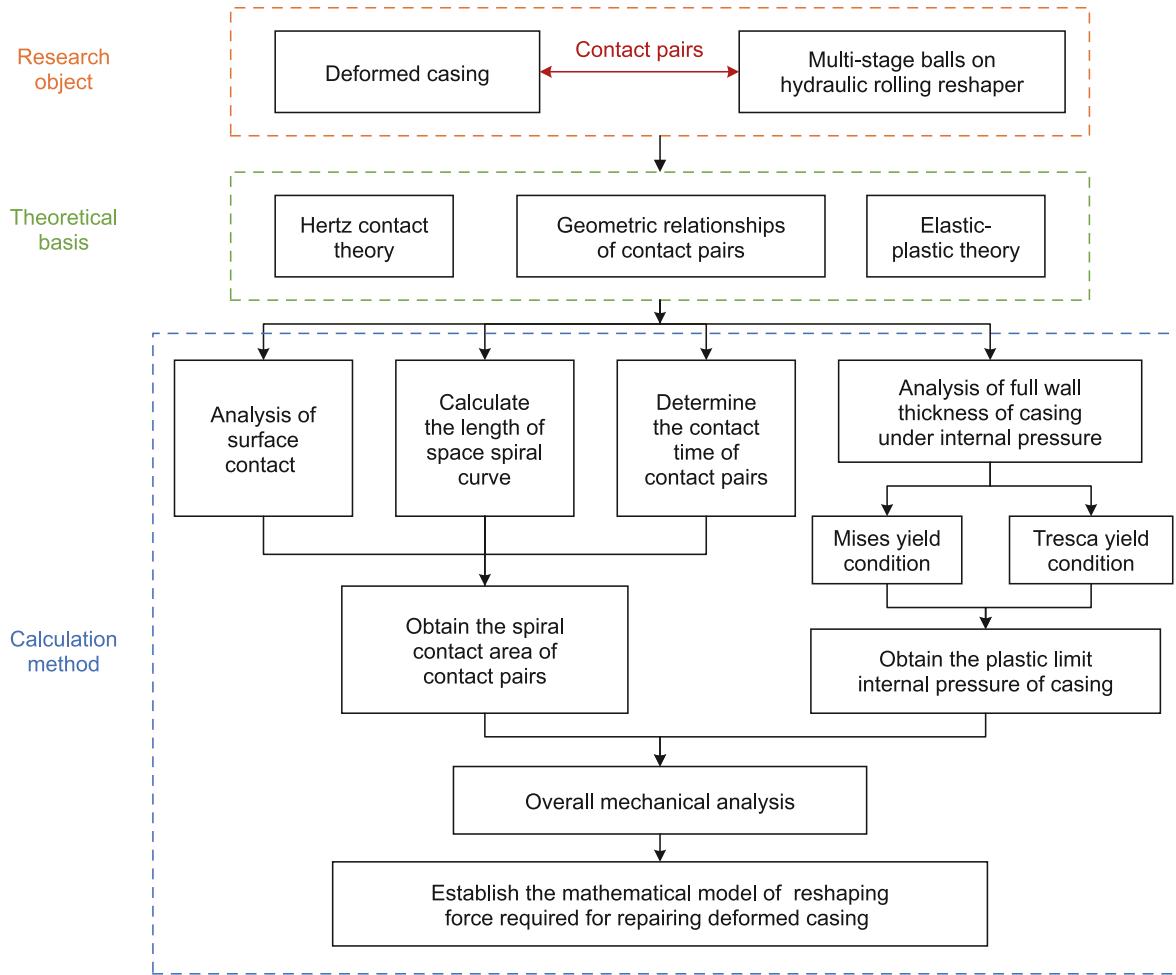 Research
object
Deformed casing
Contact pairs
Multi-stage balls on
hydraulic rolling reshaper
Theoretical
basis
Hertz contact
theory
Geometric relationships
of contact pairs
Elastic-
plastic theory
Calculation
method
Analysis of
surface
contact
Calculate
the length of
space spiral
curve
Determine
the contact
time of
contact pairs
Analysis of full wall
thickness of casing
under internal pressure
Mises yield
condition
Tresca yield
condition
Obtain the spiral
contact area of
contact pairs
Obtain the plastic limit
internal pressure of casing
Overall mechanical analysis
Establish the mathematical model of reshaping
force required for repairing deformed casing